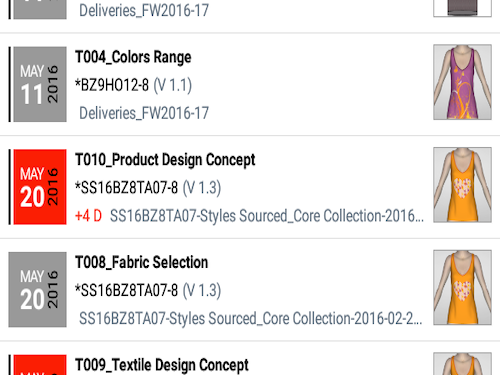 Deliveries_FW2016-17
2016
T004_Colors Range
MAY
11
2016
*BZ9HO12-8 (V 1.1)
Deliveries_FW2016-17
T010_Product Design Concept
MAY
20
2016
*SS16BZ8TA07-8 (V 1.3)
+4 D SS16BZ8TA07-Styles Sourced_Core Collection-2016...
T008_Fabric Selection
MAY
20
2016
*SS16BZ8TA07-8 (V 1.3)
SS16BZ8TA07-Styles Sourced_Core Collection-2016-02-2...
T009_Textile Design Concept
MAY